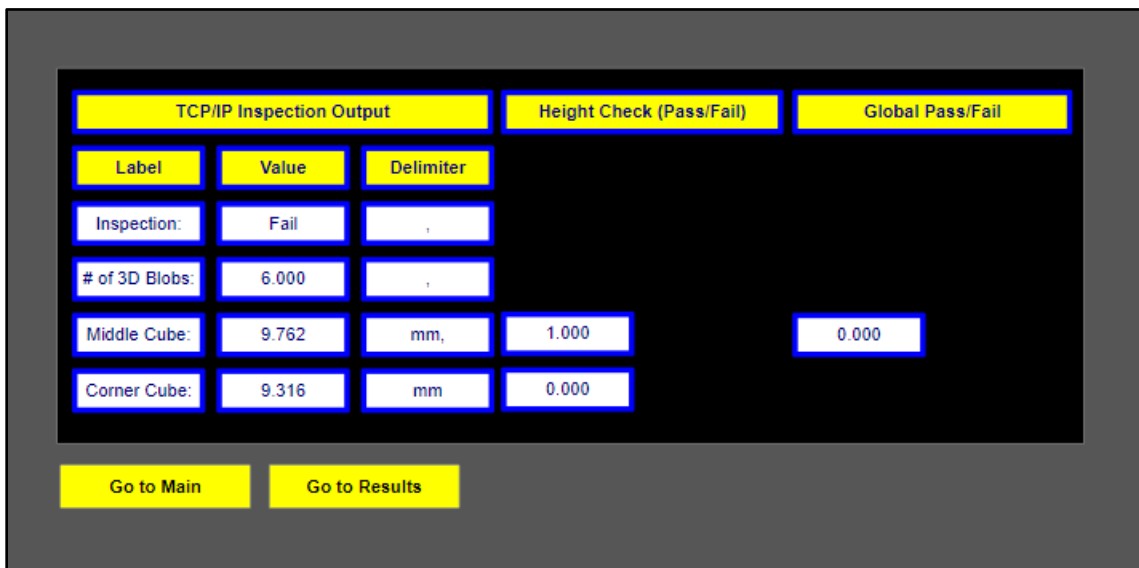 TCP/IP Inspection Output Height Check (Pass/Fail) Global Pass/Fail
Label Value Delimiter
Inspection: Fail ,
# of 3D Blobs: 6.000 ,
Middle Cube: 9.762 mm, 1.000 0.000
Corner Cube: 9.316 mm 0.000
Go to Main Go to Results